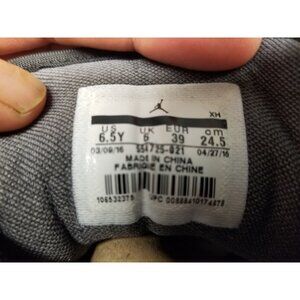 XH
US UK EUR cm
6.5Y 6 39 24.5
03/09/16 554725-021 04/27/16
MADE IN CHINA
FABRIQUE EN CHINE